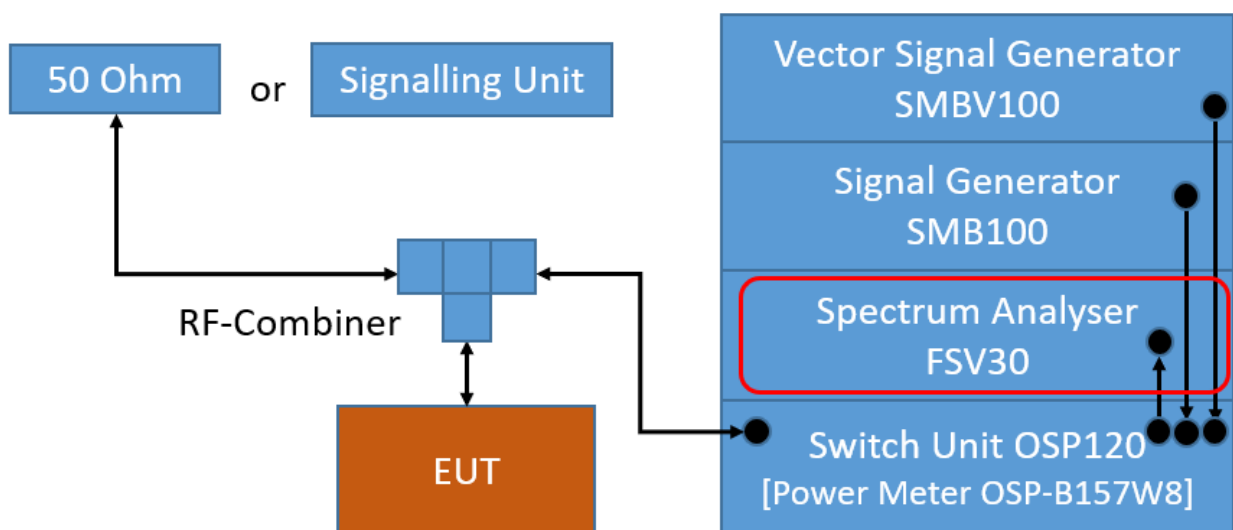 50 Ohm
or
Signalling Unit
RF-Combiner
EUT
Vector Signal Generator
SMBV100
Signal Generator
SMB100
Spectrum Analyser
FSV30
Switch Unit OSP120
[Power Meter OSP-B157W8]